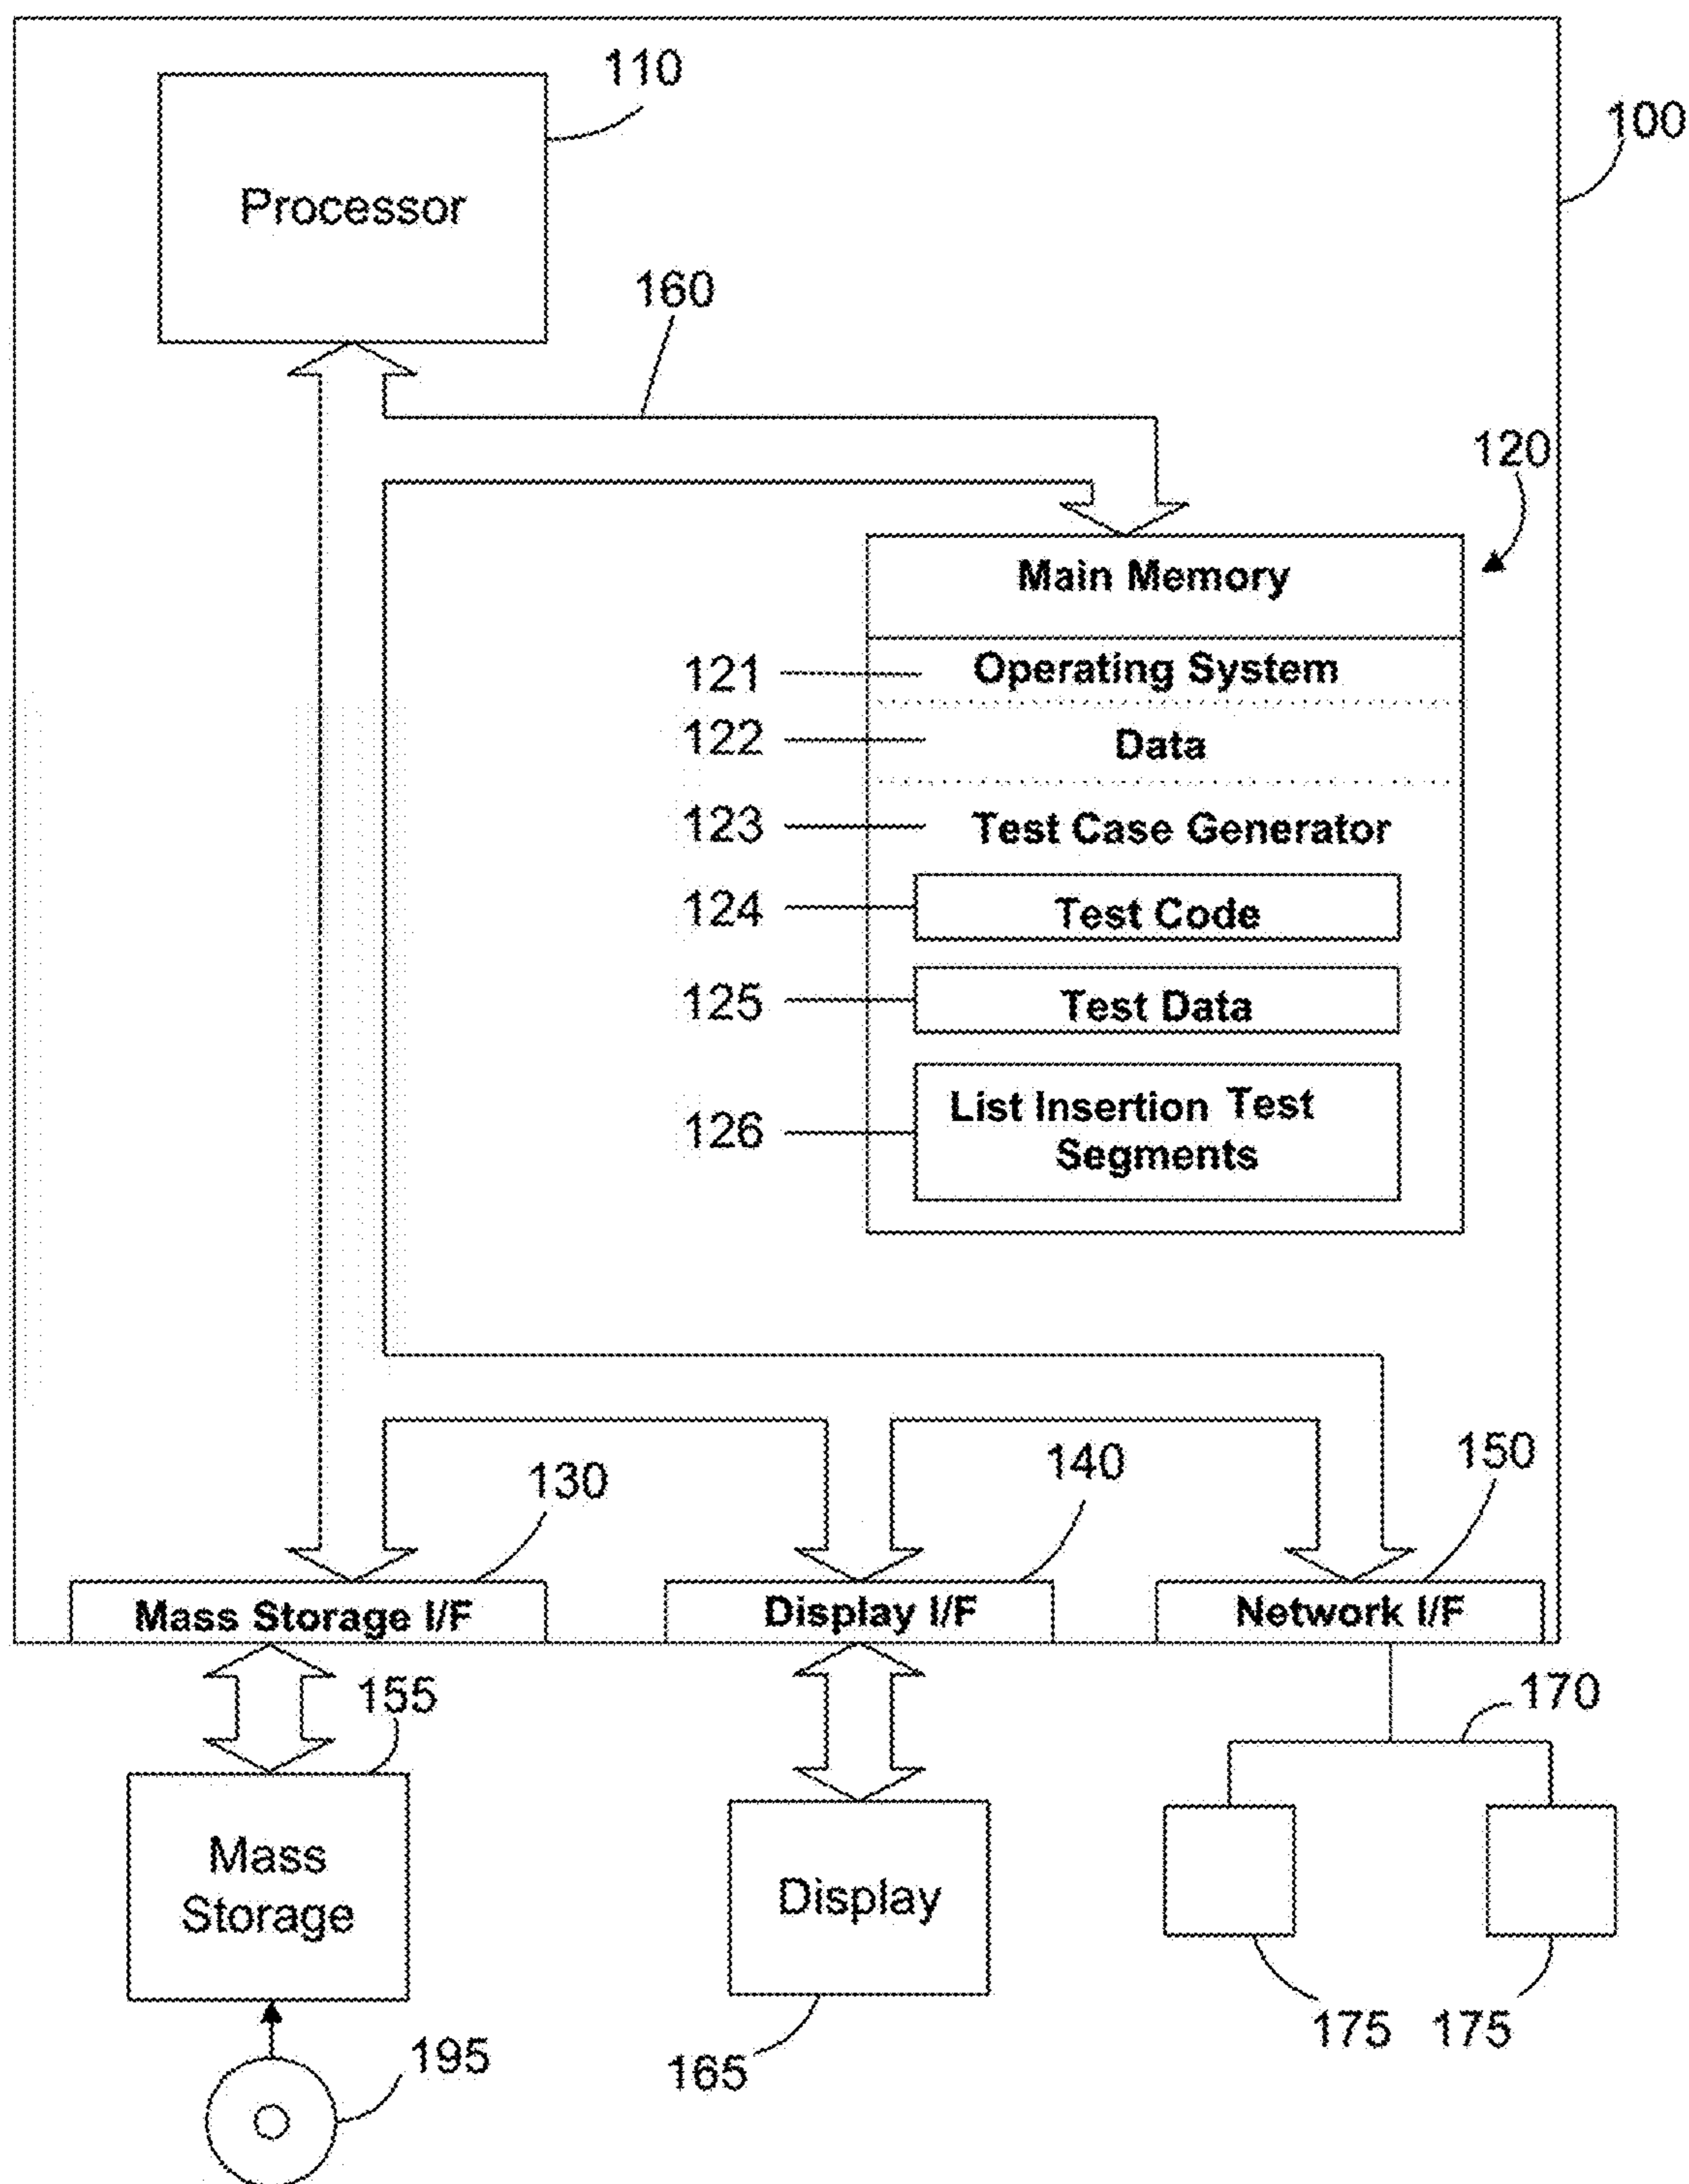 110
100
Processor
160
120
Main Memory
121 Operating System
122 Data
123 Test Case Generator
124 Test Code
125 Test Data
126 List Insertion Test
Segments
130
140
150
Mass Storage I/F
Display I/F
Network I/F
155
170
Mass
Storage
Display
175 175
195
165